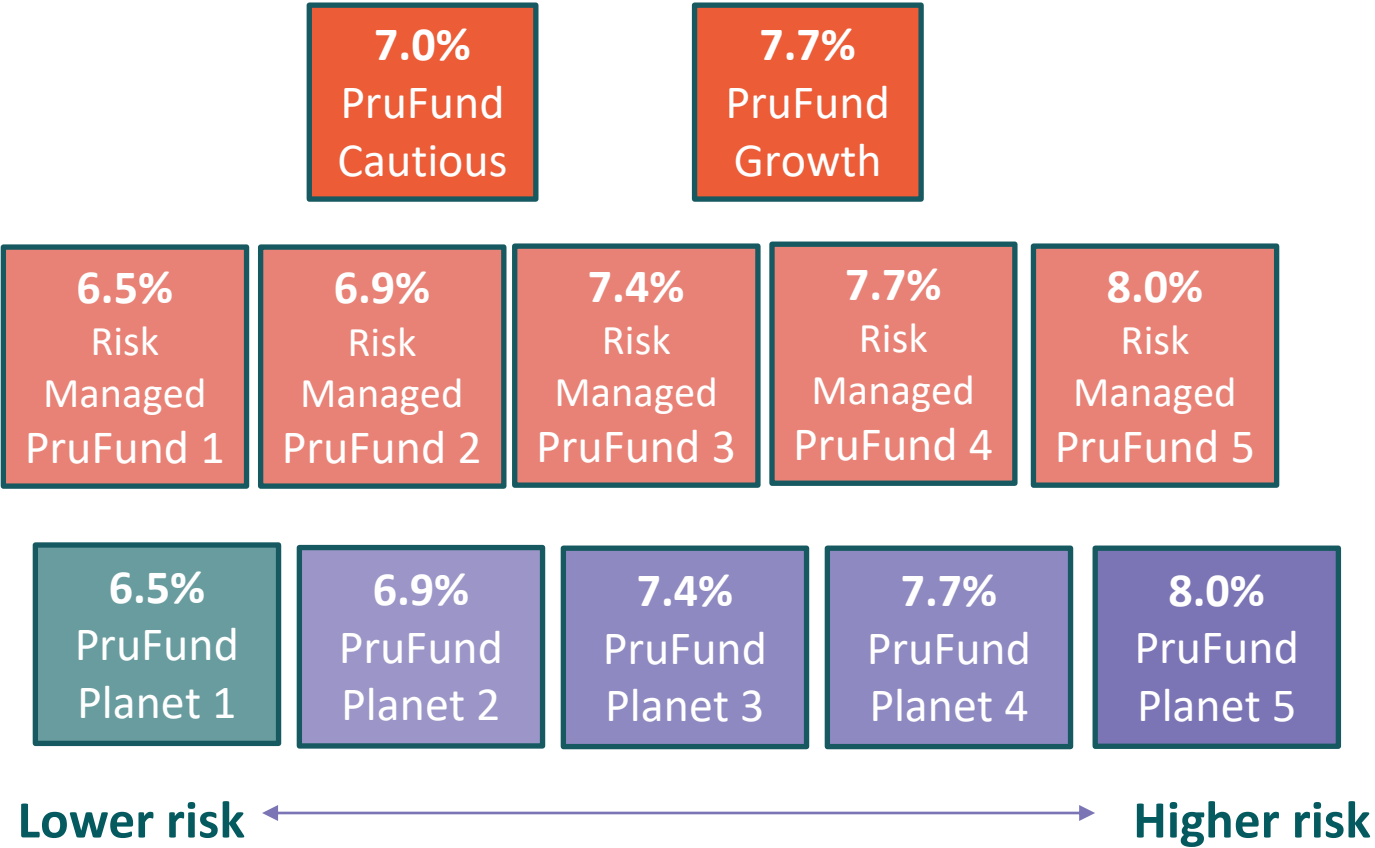 7.0%
PruFund
Cautious
7.7%
PruFund
Growth
6.5%
Risk
Managed
PruFund 1
6.9%
Risk
Managed
PruFund 2
7.4%
Risk
Managed
PruFund 3
7.7%
Risk
Managed
PruFund 4
8.0%
Risk
Managed
PruFund 5
6.5%
PruFund
Planet 1
6.9%
PruFund
Planet 2
7.4%
PruFund
Planet 3
7.7%
PruFund
Planet 4
8.0%
PruFund
Planet 5
Lower risk
Higher risk